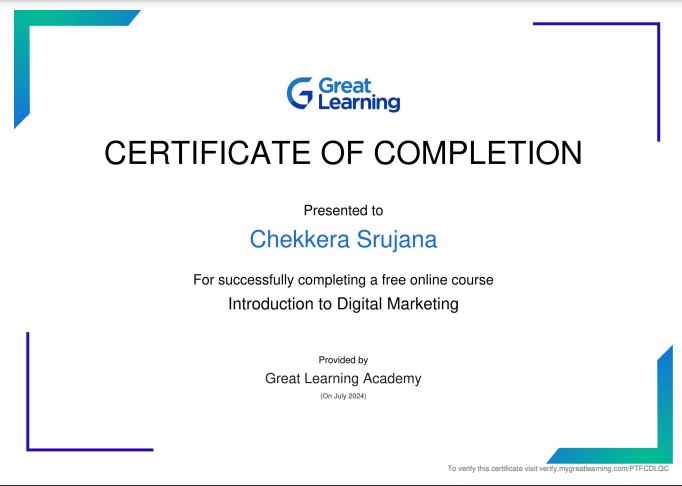 Great
Learning
CERTIFICATE OF COMPLETION
Presented to
Chekkera Srujana
For successfully completing a free online course
Introduction to Digital Marketing
Provided by
Great Learning Academy
(On July 2024)
To verify this certificate visit verify.mygreatlearning.com/PTFCDLQC